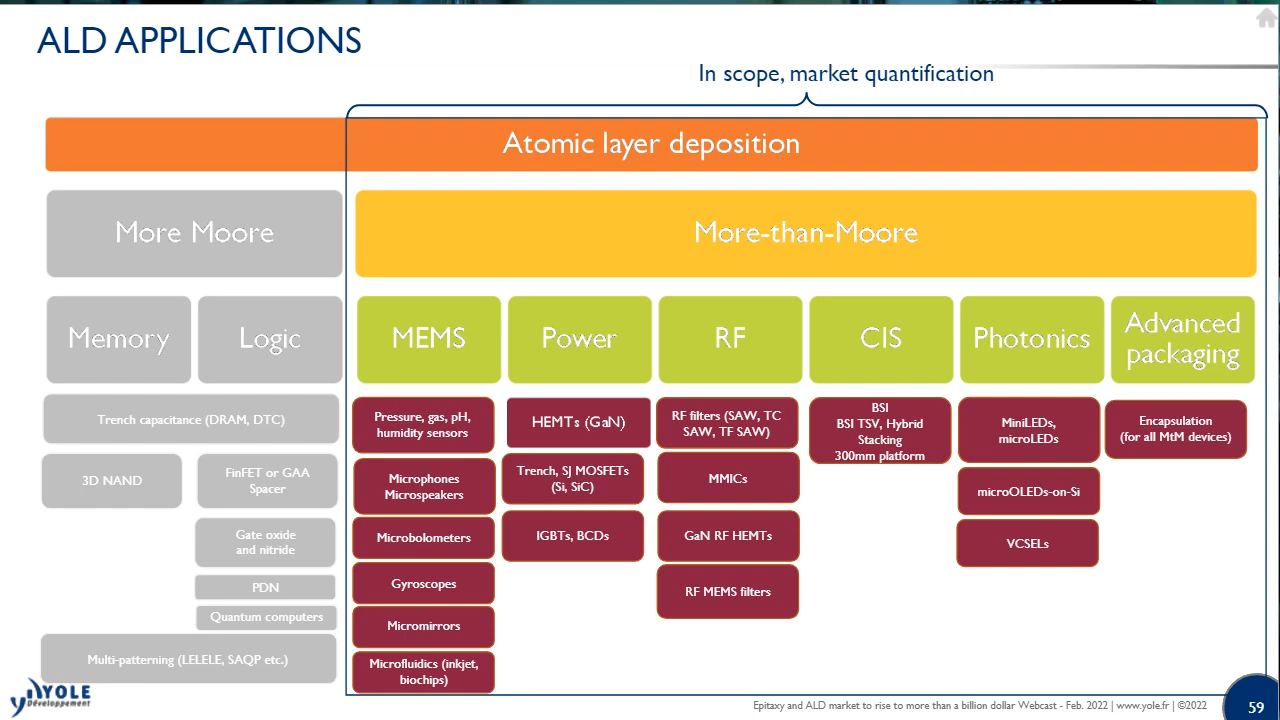 ALD APPLICATIONS
In scope, market quantification
Atomic layer deposition
More Moore
More-than-Moore
Memory
Logic
MEMS
Power
RF
CIS
Photonics
Advanced
packaging
Trench capacitance (DRAM, DTC)
3D NAND
FinFET or GAA
Spacer
Gate oxide
and nitride
PDN
Quantum computers
Multi-patterning (LELELE, SAQP etc.)
Pressure, gas, pH,
humidity sensors
Microphones
Microspeakers
Microbolometers
Gyroscopes
Micromirrors
Microfluidics (inkjet,
biochips)
HEMTs (GaN)
Trench, SJ MOSFETs
(Si, SiC)
IGBTs, BCDs
RF filters (SAW, TC
SAW, TF SAW)
MMICs
GaN RF HEMTs
RF MEMS filters
BSI
BSI TSV, Hybrid
Stacking
300mm platform
MiniLEDs,
microLEDs
microOLEDs-on-Si
VCSELs
Encapsulation
(for all MtM devices)
YOLE
Développement
Epitaxy and ALD market to rise to more than a billion dollar Webcast - Feb. 2022 | www.yole.fr | ©2022
59